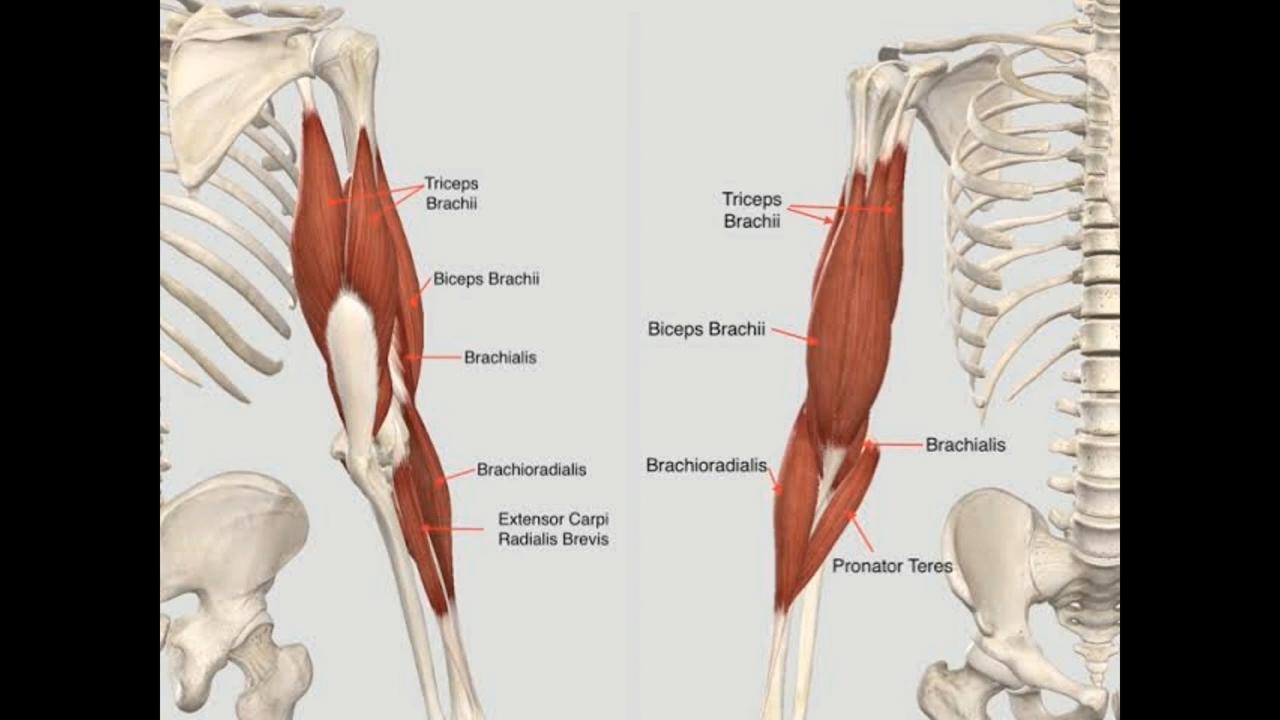 Triceps
Brachii
Biceps Brachii
Brachialis
Brachioradialis
Extensor Carpi
Radialis Brevis
Triceps
Brachii
Biceps Brachii
Brachialis
Brachioradialis
Pronator Teres